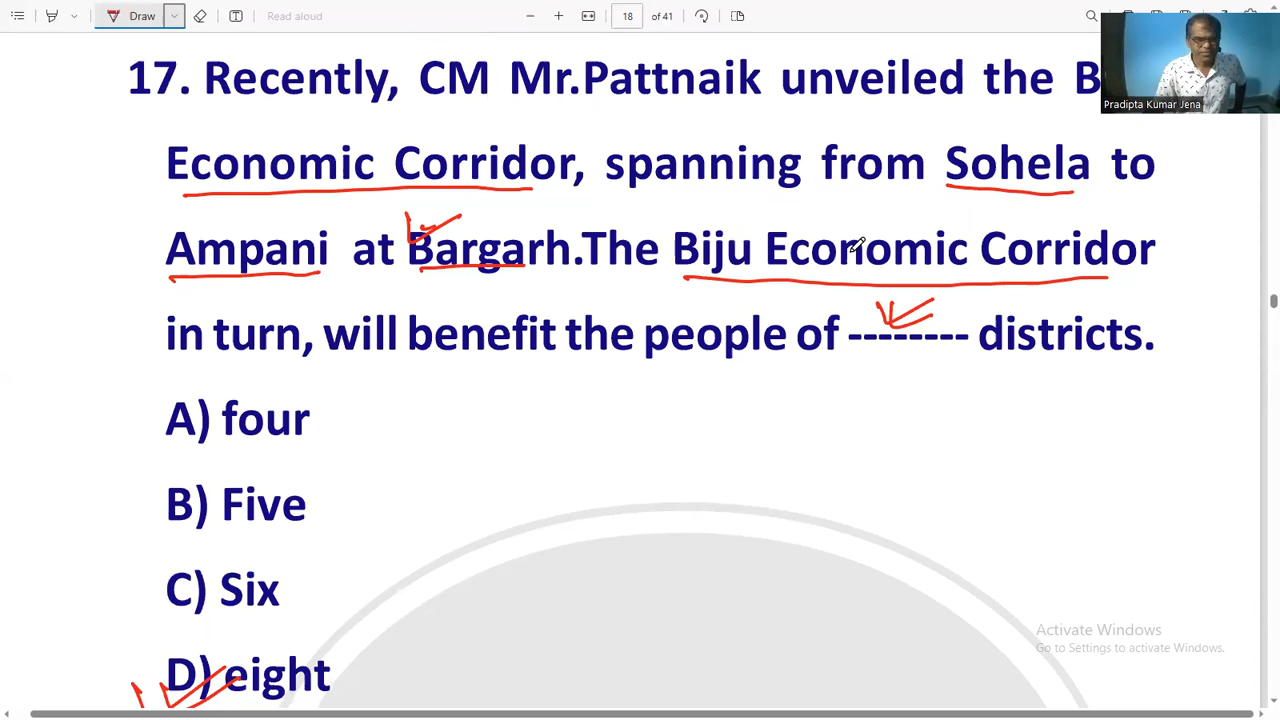 Draw
Read aloud
18 of 41
17. Recently, CM Mr.Pattnaik unveiled the B
Pradipta Kumar Jena
Economic Corridor, spanning from Sohela to
Ampani at Bargarh.The Biju Economic Corridor
in turn, will benefit the people of -------- districts.
A) four
B) Five
C) Six
D) eight
Activate Windows
Go to Settings to activate Windows.